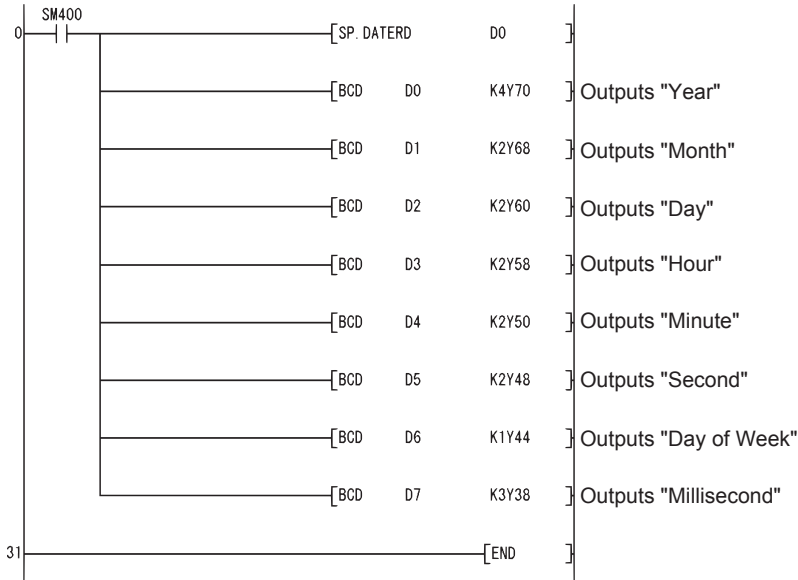 SM400
0 SP.DATERD D0
BCD D0 K4Y70 Outputs "Year"
BCD D1 K2Y68 Outputs "Month"
BCD D2 K2Y60 Outputs "Day"
BCD D3 K2Y58 Outputs "Hour"
BCD D4 K2Y50 Outputs "Minute"
BCD D5 K2Y48 Outputs "Second"
BCD D6 K1Y44 Outputs "Day of Week"
BCD D7 K3Y38 Outputs "Millisecond"
31 END